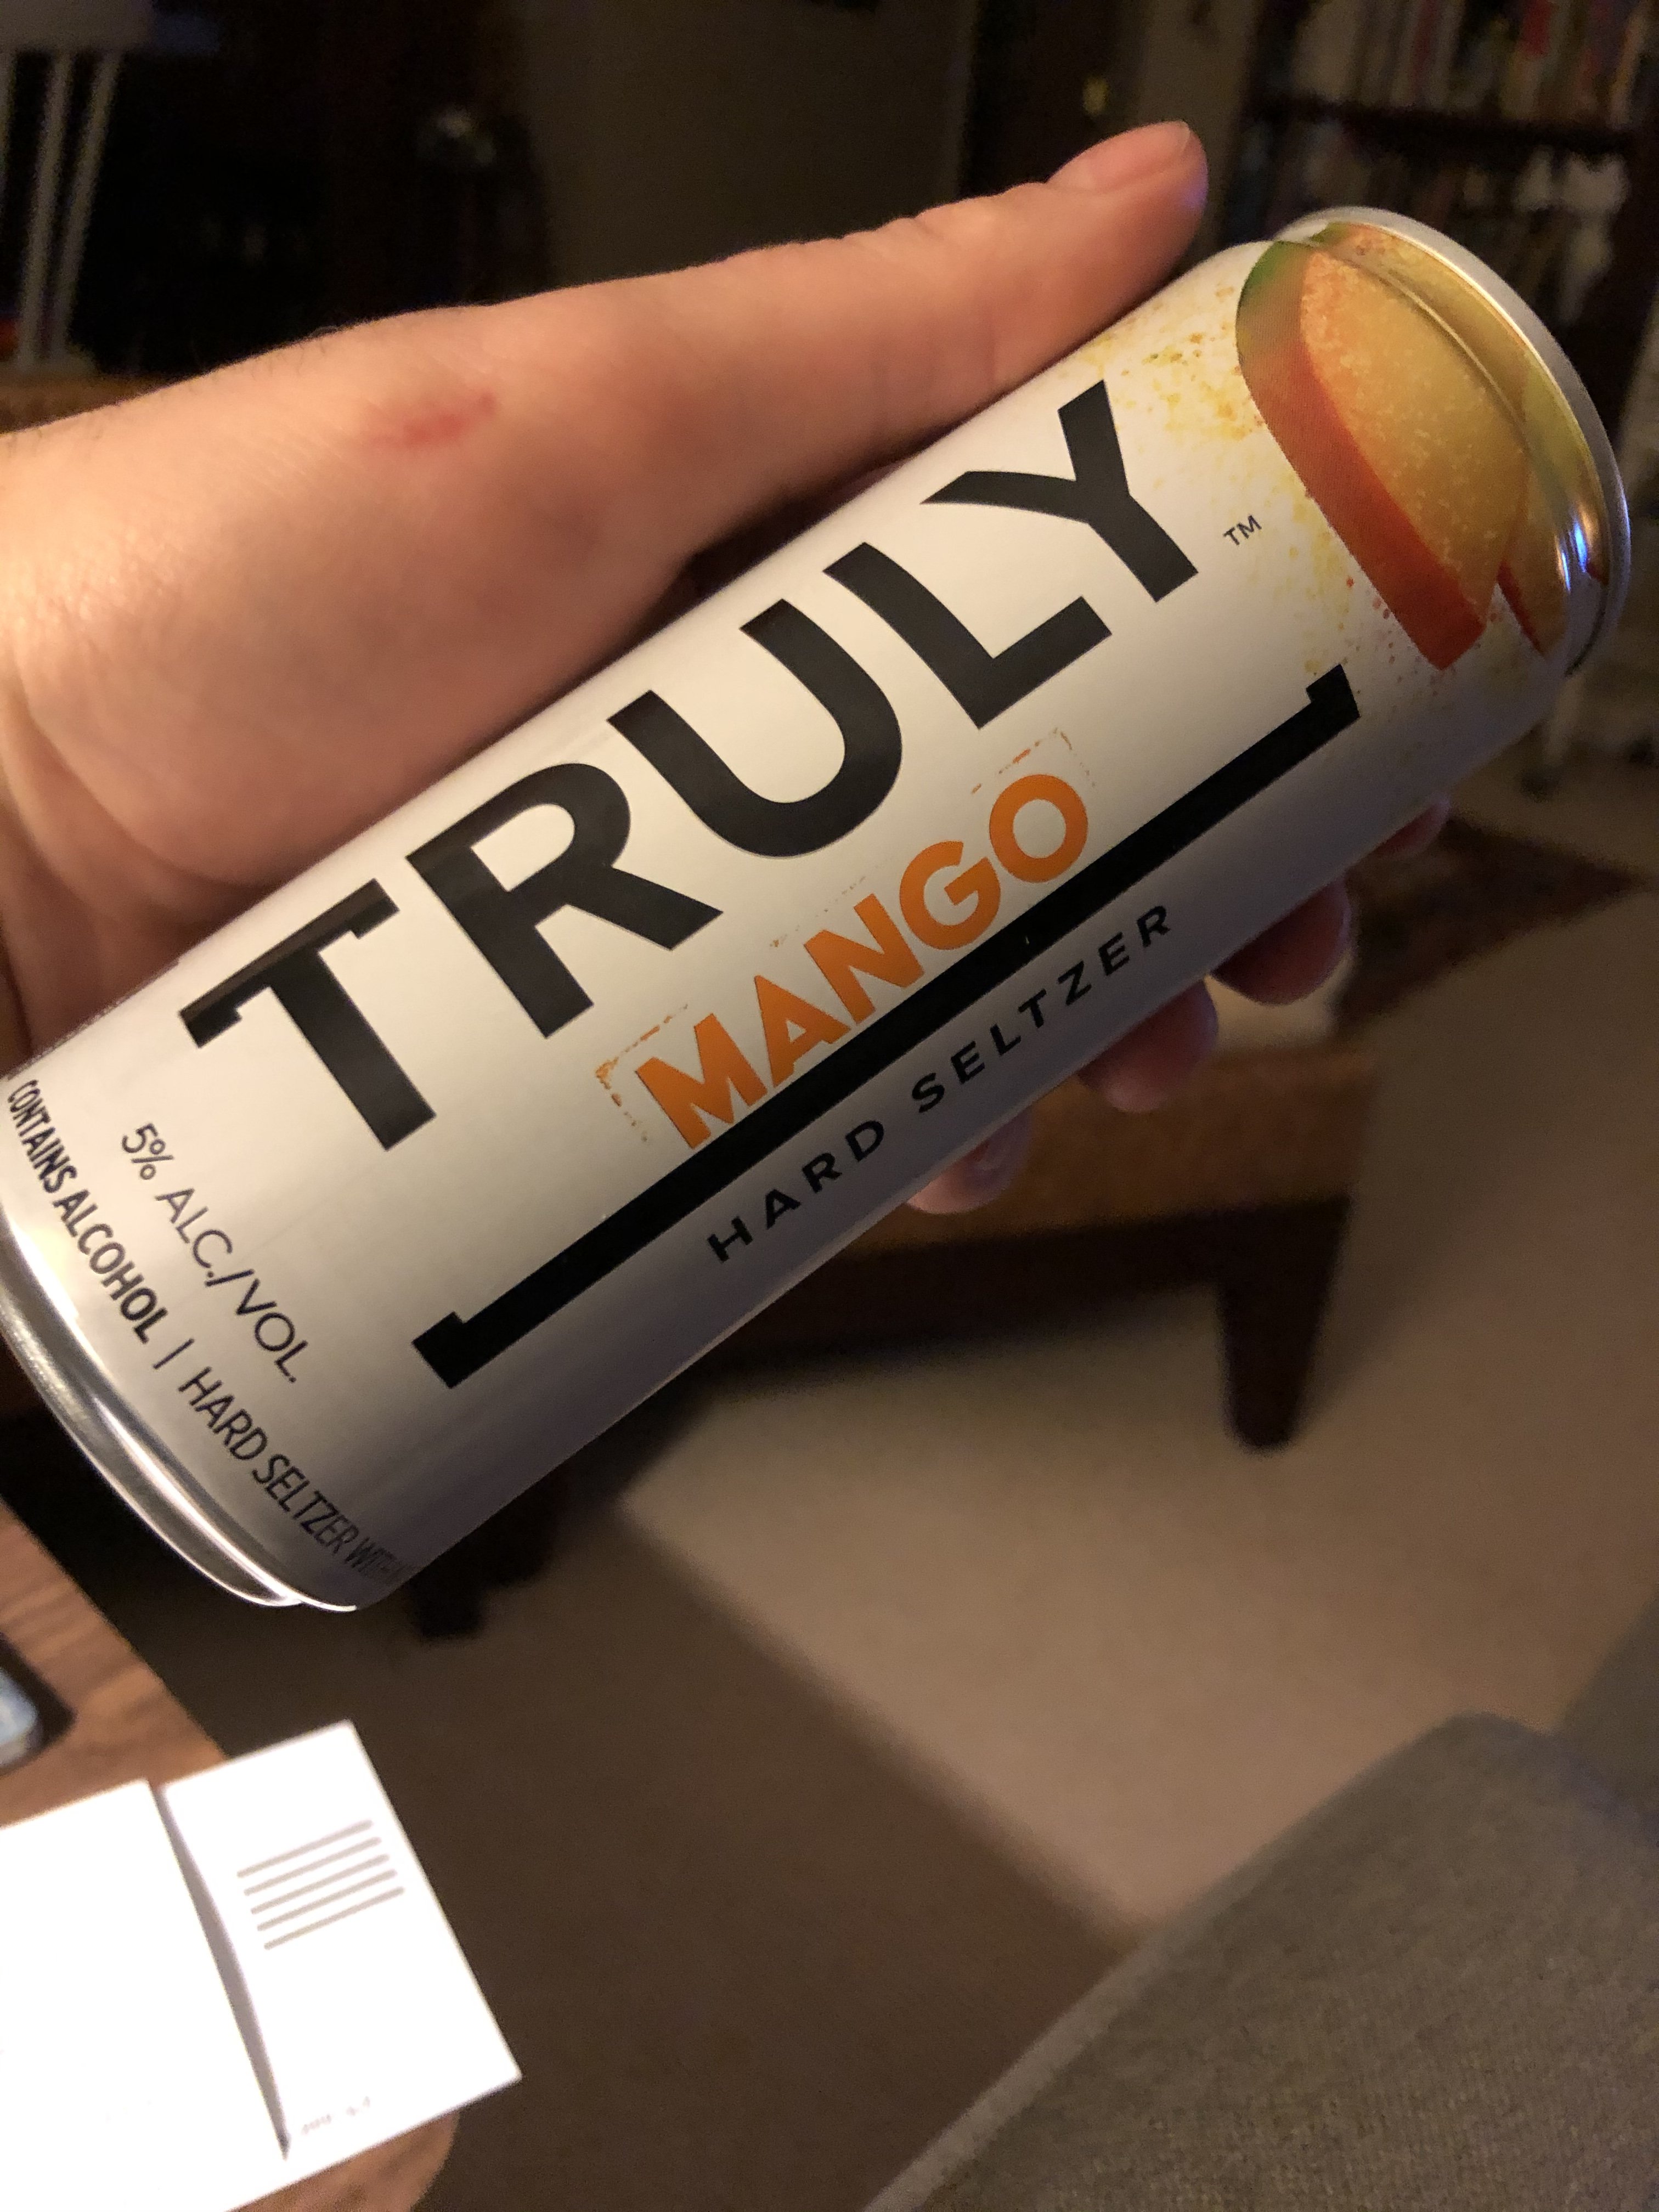 TRULY™
MANGO
HARD SELTZER
5% ALC./VOL.
CONTAINS ALCOHOL | HARD SELTZER